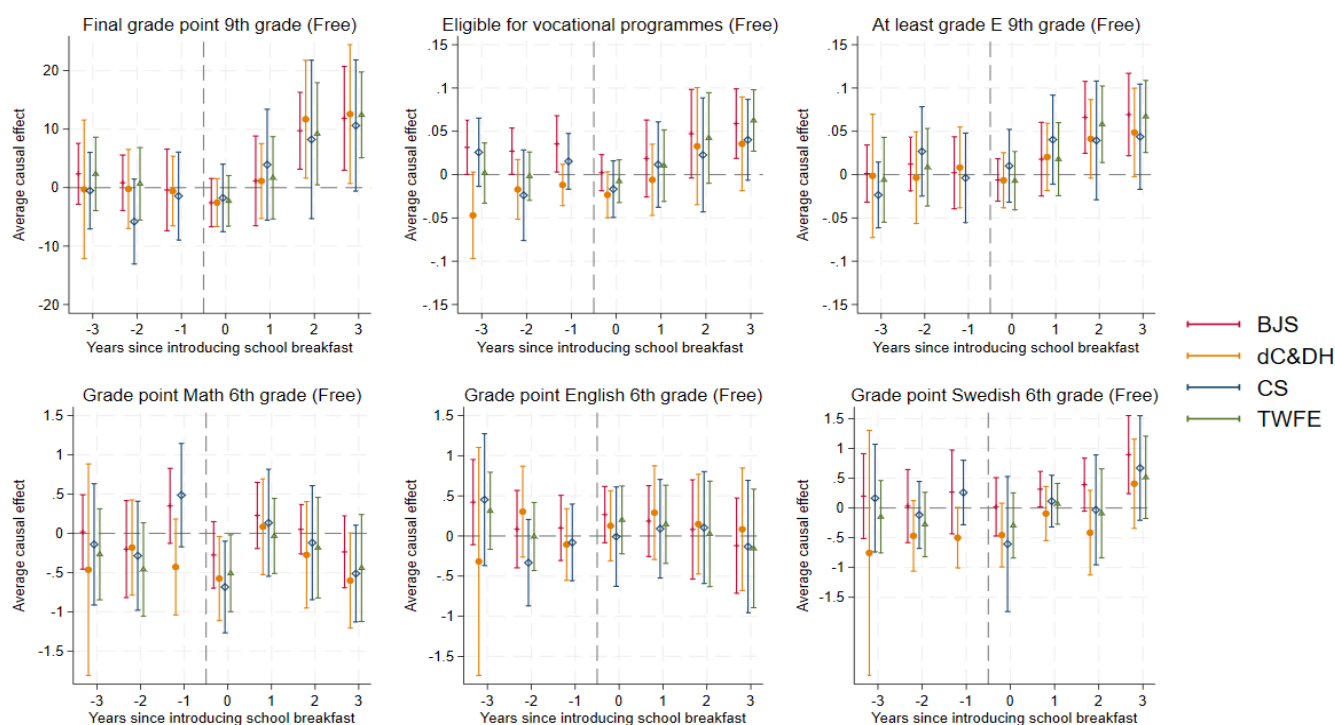 Final grade point 9th grade (Free)
Eligible for vocational programmes (Free)
At least grade E 9th grade (Free)
Average causal effect
20
10
0
-10
-20
-3 -2 -1 0 1 2 3
Years since introducing school breakfast
Average causal effect
.15
.1
.05
0
-.05
-.1
-.15
-3 -2 -1 0 1 2 3
Years since introducing school breakfast
Average causal effect
.15
.1
.05
0
-.05
-.1
-.15
-3 -2 -1 0 1 2 3
Years since introducing school breakfast
BJS
dC&DH
CS
TWFE
Grade point Math 6th grade (Free)
Grade point English 6th grade (Free)
Grade point Swedish 6th grade (Free)
Average causal effect
1.5
1
.5
0
-.5
-1
-1.5
-3 -2 -1 0 1 2 3
Years since introducing school breakfast
Average causal effect
1.5
1
.5
0
-.5
-1
-1.5
-3 -2 -1 0 1 2 3
Years since introducing school breakfast
Average causal effect
1.5
1
.5
0
-.5
-1
-1.5
-3 -2 -1 0 1 2 3
Years since introducing school breakfast